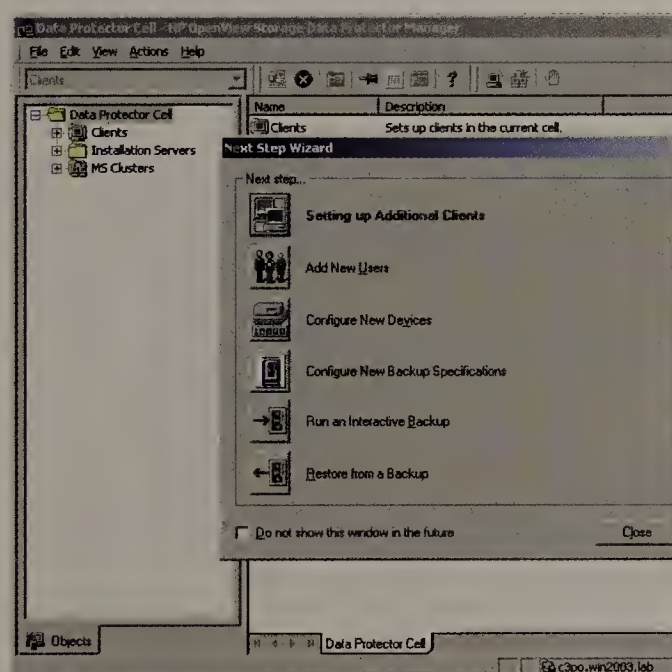 Data Protector Cell - HP OpenView Storage Data Protector Manager
File Edit View Actions Help
Clients
Data Protector Cell
Clients
Installation Servers
MS Clusters
Name Description
Clients Sets up clients in the current cell.
Next Step Wizard
Next step...
Setting up Additional Clients
Add New Users
Configure New Devices
Configure New Backup Specifications
Run an Interactive Backup
Restore from a Backup
Do not show this window in the future
Close
Objects
Data Protector Cell
c3po.win2003.lab